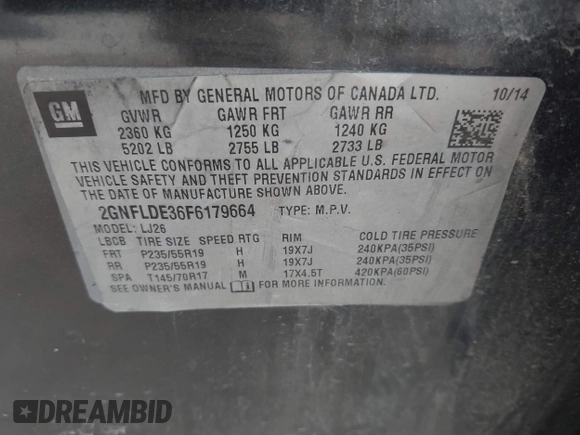 GM
MFD BY GENERAL MOTORS OF CANADA LTD. 10/14
GVWR GAWR FRT GAWR RR
2360 KG 1250 KG 1240 KG
5202 LB 2755 LB 2733 LB
THIS VEHICLE CONFORMS TO ALL APPLICABLE U.S. FEDERAL MOTOR
VEHICLE SAFETY AND THEFT PREVENTION STANDARDS IN EFFECT ON
THE DATE OF MANUFACTURE SHOWN ABOVE.
2GNFLDE36F6179664 TYPE: M.P.V.
MODEL: LJ26
LBCB TIRE SIZE SPEED RTG RIM COLD TIRE PRESSURE
FRT P235/55R19 H 19X7J 240KPA(35PSI)
RR P235/55R19 H 19X7J 240KPA(35PSI)
SPA T145/70R17 M 17X4.5T 420KPA(60PSI)
SEE OWNER'S MANUAL i FOR MORE INFORMATION.
DREAMBID